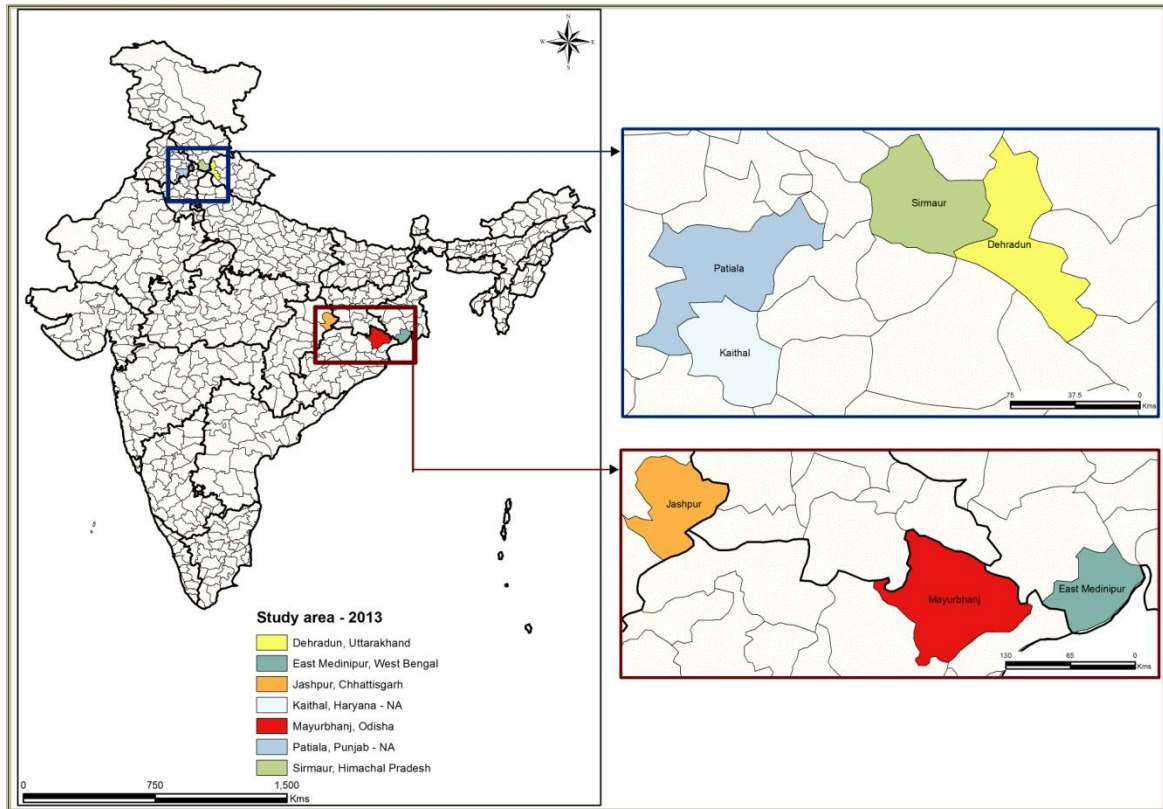 N
W
E
S
Study area - 2013
Dehradun, Uttarakhand
East Medinipur, West Bengal
Jashpur, Chhattisgarh
Kaithal, Haryana - NA
Mayurbhanj, Odisha
Patiala, Punjab - NA
Sirmaur, Himachal Pradesh
0 750 1,500
Kms
Sirmaur
Dehradun
Patiala
Kaithal
75 37.5 0
Kms
Jashpur
Mayurbhanj
East Medinipur
130 65 0
Kms